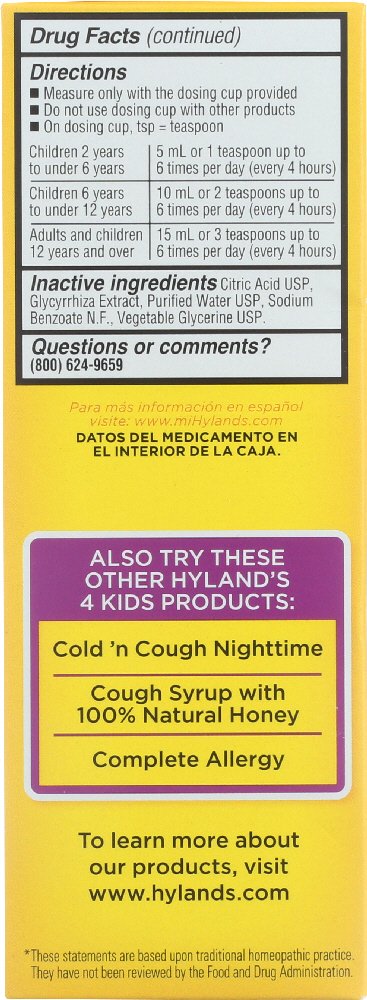 Drug Facts (continued)
Directions
■ Measure only with the dosing cup provided
■ Do not use dosing cup with other products
■ On dosing cup, tsp = teaspoon
Children 2 years
to under 6 years
5 mL or 1 teaspoon up to
6 times per day (every 4 hours)
Children 6 years
to under 12 years
10 mL or 2 teaspoons up to
6 times per day (every 4 hours)
Adults and children
12 years and over
15 mL or 3 teaspoons up to
6 times per day (every 4 hours)
Inactive ingredients Citric Acid USP,
Glycyrrhiza Extract, Purified Water USP, Sodium
Benzoate N.F., Vegetable Glycerine USP.
Questions or comments?
(800) 624-9659
Para más información en español
visite: www.miHylands.com
DATOS DEL MEDICAMENTO EN
EL INTERIOR DE LA CAJA.
ALSO TRY THESE
OTHER HYLAND'S
4 KIDS PRODUCTS:
Cold 'n Cough Nighttime
Cough Syrup with
100% Natural Honey
Complete Allergy
To learn more about
our products, visit
www.hylands.com
*These statements are based upon traditional homeopathic practice.
They have not been reviewed by the Food and Drug Administration.